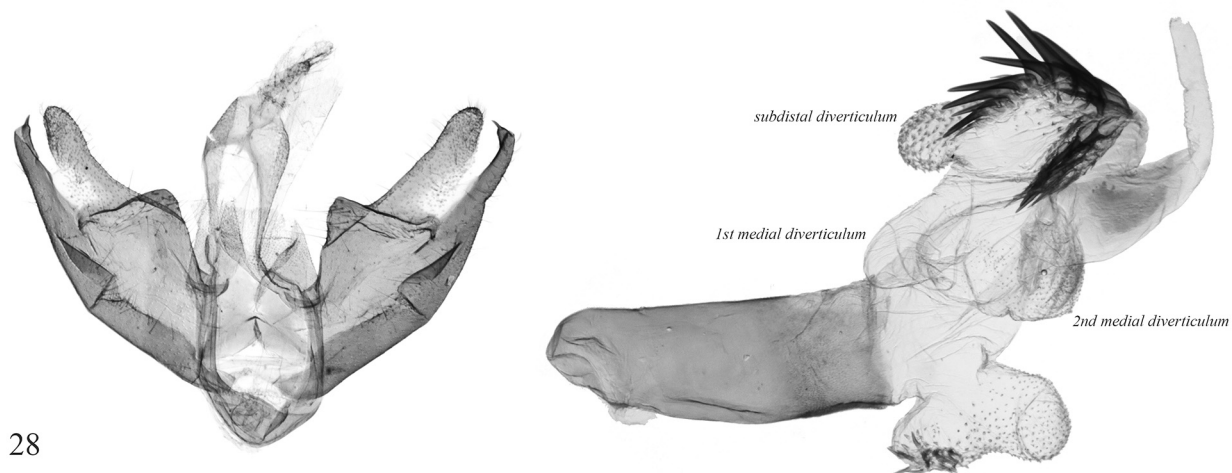 subdistal diverticulum
1st medial diverticulum
2nd medial diverticulum
28